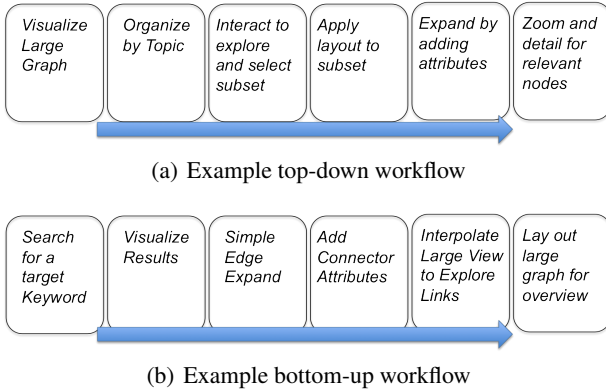 Visualize
Large
Graph
Organize
by Topic
Interact to
explore
and select
subset
Apply
layout to
subset
Expand by
adding
attributes
Zoom and
detail for
relevant
nodes
(a) Example top-down workflow
Search
for a
target
Keyword
Visualize
Results
Simple
Edge
Expand
Add
Connector
Attributes
Interpolate
Large View
to Explore
Links
Lay out
large
graph for
overview
(b) Example bottom-up workflow